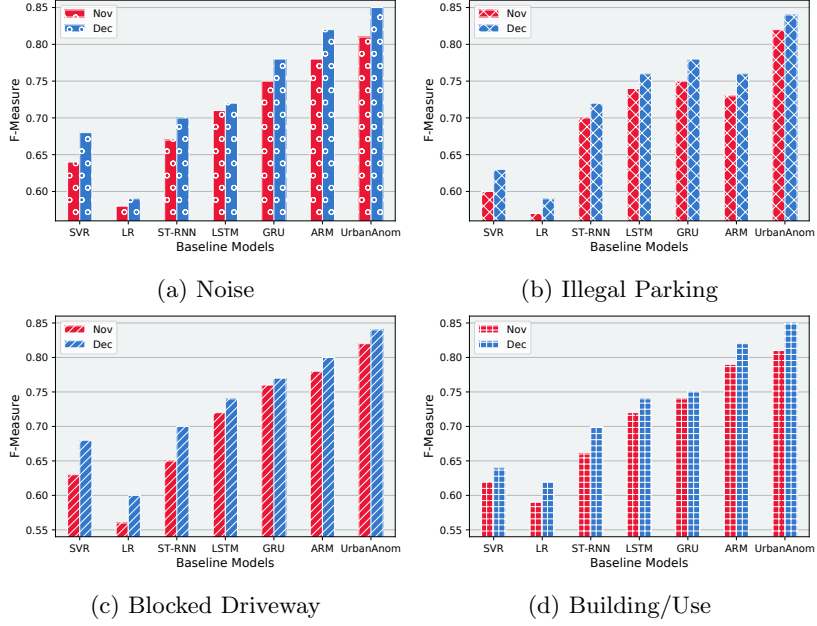 Nov
Dec
0.85
0.80
0.75
0.70
0.65
0.60
F-Measure
SVR LR ST-RNN LSTM GRU ARM UrbanAnom
Baseline Models
(a) Noise
Nov
Dec
0.85
0.80
0.75
0.70
0.65
0.60
F-Measure
SVR LR ST-RNN LSTM GRU ARM UrbanAnom
Baseline Models
(b) Illegal Parking
Nov
Dec
0.85
0.80
0.75
0.70
0.65
0.60
0.55
F-Measure
SVR LR ST-RNN LSTM GRU ARM UrbanAnom
Baseline Models
(c) Blocked Driveway
Nov
Dec
0.85
0.80
0.75
0.70
0.65
0.60
0.55
F-Measure
SVR LR ST-RNN LSTM GRU ARM UrbanAnom
Baseline Models
(d) Building/Use